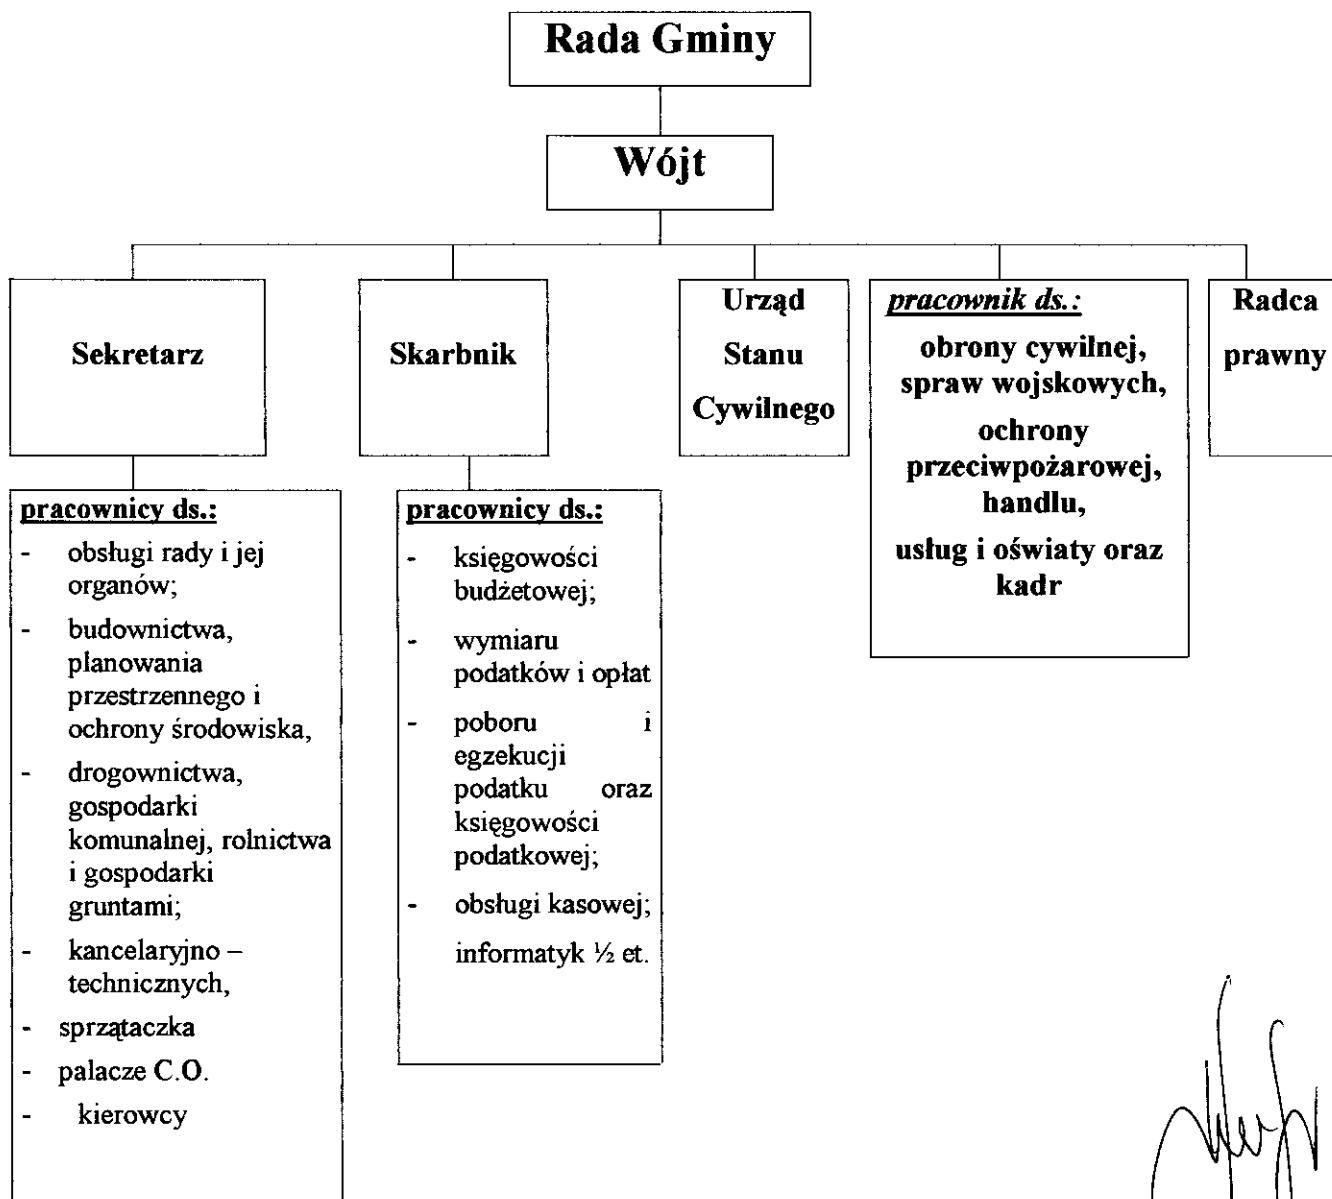 Rada Gminy
Wójt
Sekretarz
Skarbnik
Urząd
Stanu
Cywilnego
pracownik ds.:
obrony cywilnej,
spraw wojskowych,
ochrony
przeciwpożarowej,
handlu,
usług i oświaty oraz
kadr
Radca
prawny
pracownicy ds.:
- obsługi rady i jej
organów;
- budownictwa,
planowania
przestrzennego i
ochrony środowiska,
- drogownictwa,
gospodarki
komunalnej, rolnictwa
i gospodarki
gruntami;
- kancelaryjno –
technicznych,
- sprzątaczka
- palacze C.O.
- kierowcy
pracownicy ds.:
- księgowości
budżetowej;
- wymiaru
podatków i opłat
- poboru i
egzekucji
podatku oraz
księgowości
podatkowej;
- obsługi kasowej;
informatyk ½ et.